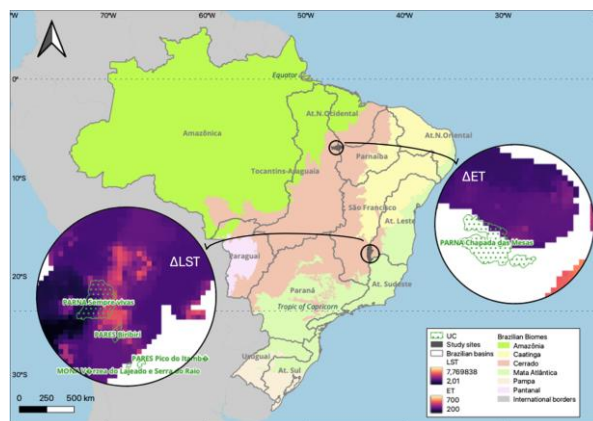 60°W
50°W
40°W
30°W
Equator
0°
At.N.Ocidental
Amazônica
At.N.Oriental
Parnaíba
Tocantins-Araguaia
ΔET
10°S
São Francisco
PARNA Chapada das Mesas
At. Leste
ΔLST
Paraguai
PARNA Sempre-vivas
20°S
At. Sudeste
Paraná
PARES Biribiri
Tropic of Capricorn
PARES Pico do Itamb�
do Lajeado e Serra do Raio
Uruguai
At. Sul
30°S
0 250 500 km
UC
Study sites
Brazilian basins
LST
7,769838
2,01
ET
700
200
Brazilian Biomes
Amazônia
Caatinga
Cerrado
Mata Atlântica
Pampa
Pantanal
International borders